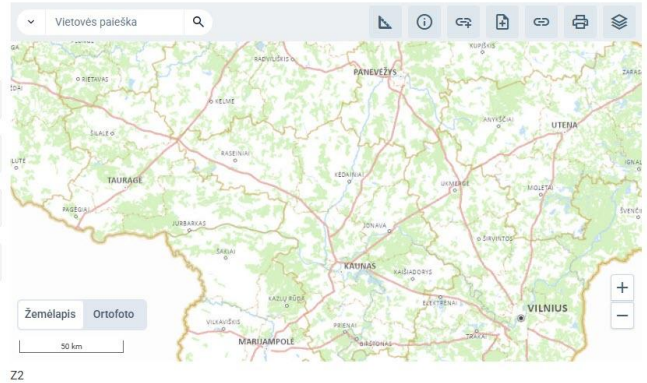 Vietovės paieška
KUPIŠKIS
RADVILIŠKIS
PANEVĖŽYS
ZARAS
RIETAVAS
KELMĖ
ANYKŠČIAI
UTENA
ŠILALĖ
RASEINIAI
IGNAL
LUTĖ
KĖDAINIAI
TAURAGĖ
UKMERGĖ
MOLĖTAI
PAGĖGIAI
ŠVENČI
JURBARKAS
JONAVA
ŠIRVINTOS
ŠAKIAI
KAUNAS
KAIŠIADORYS
KAZLŲ RŪDA
ELEKTRĖNAI
VILNIUS
Žemėlapis Ortofoto
VILKAVIŠKIS
PRIENAI
TRAKAI
MARIJAMPOLĖ
BIRŠTONAS
50 km
Z2